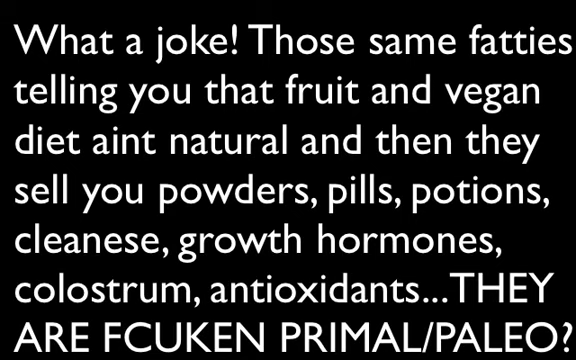 What a joke! Those same fatties
telling you that fruit and vegan
diet aint natural and then they
sell you powders, pills, potions,
cleanese, growth hormones,
colostrum, antioxidants...THEY
ARE FCUKEN PRIMAL/PALEO?